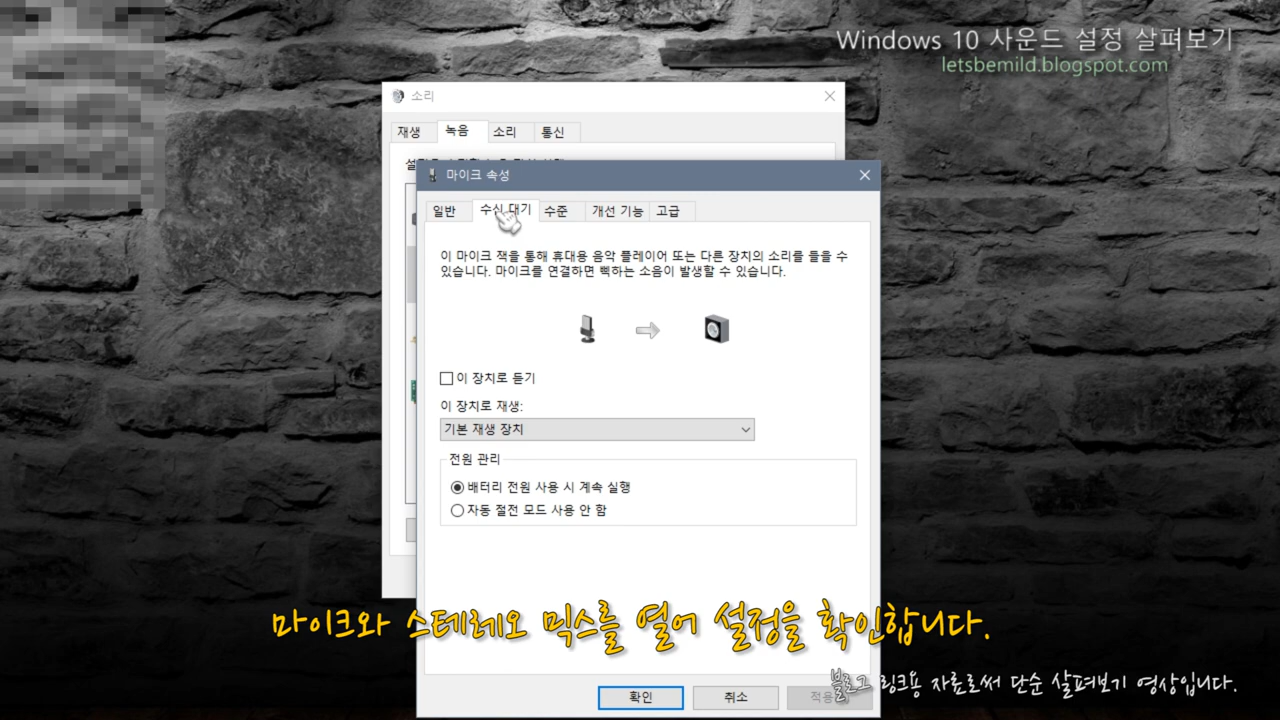 Windows 10 사운드 설정 살펴보기
letsbemild.blogspot.com
소리
재생 녹음 소리 통신
마이크 속성
일반 수신 대기 수준 개선 기능 고급
이 마이크 잭을 통해 휴대용 음악 플레이어 또는 다른 장치의 소리를 들을 수
있습니다. 마이크를 연결하면 삑하는 소음이 발생할 수 있습니다.
이 장치로 듣기
이 장치로 재생:
기본 재생 장치
전원 관리
배터리 전원 사용 시 계속 실행
자동 절전 모드 사용 안 함
마이크와 스테레오 믹스를 열어 설정을 확인합니다.
블로그 링크용 자료로써 단순 살펴보기 영상입니다.
확인 취소 적용